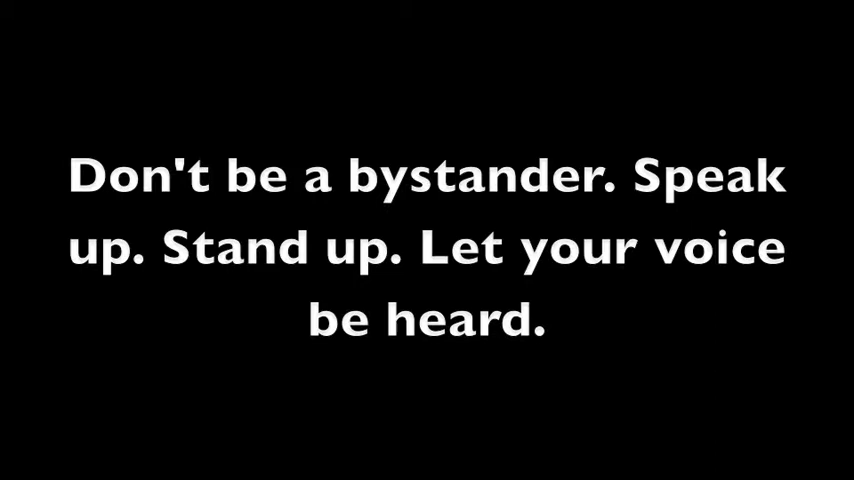 Don't be a bystander. Speak
up. Stand up. Let your voice
be heard.